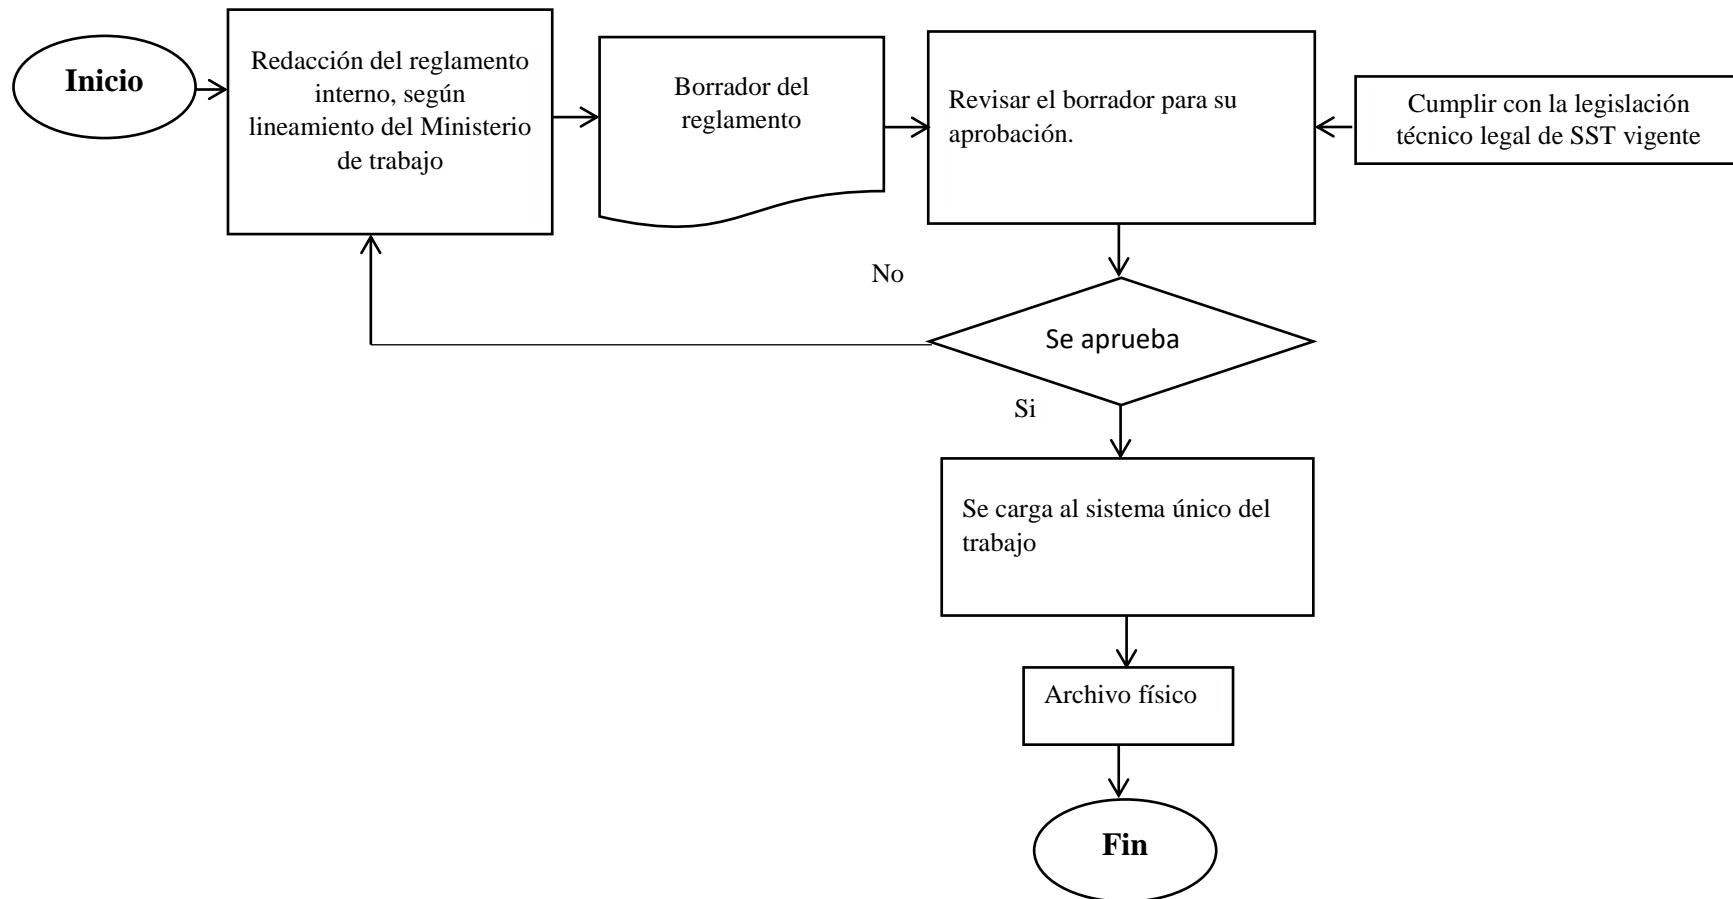 Inicio
Redacción del reglamento
interno, según
lineamiento del Ministerio
de trabajo
Borrador del
reglamento
Revisar el borrador para su
aprobación.
Cumplir con la legislación
técnico legal de SST vigente
No
Se aprueba
Si
Se carga al sistema único del
trabajo
Archivo físico
Fin